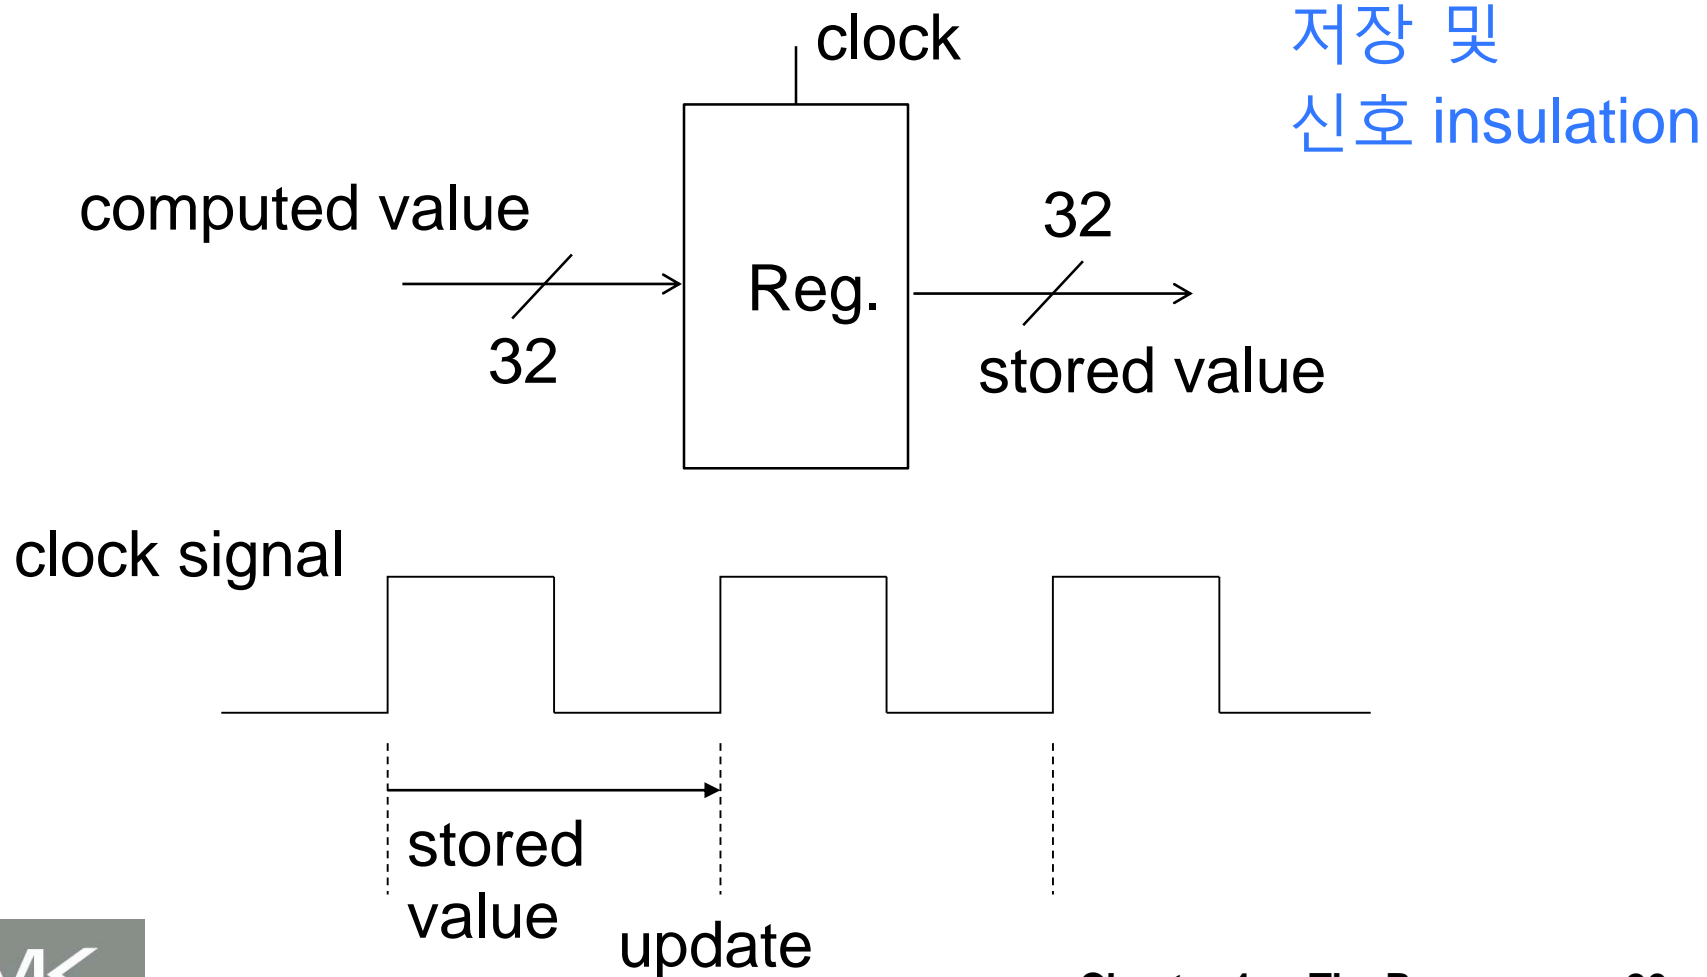 clock
저장 및
신호 insulation
computed value
32
Reg.
32
stored value
clock signal
stored
value
update